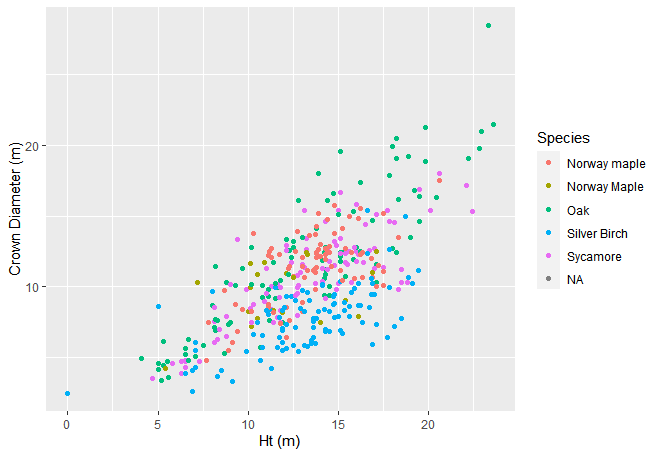 20
10
Crown Diameter (m)
0
5
10
15
20
Ht (m)
Species
Norway maple
Norway Maple
Oak
Silver Birch
Sycamore
NA